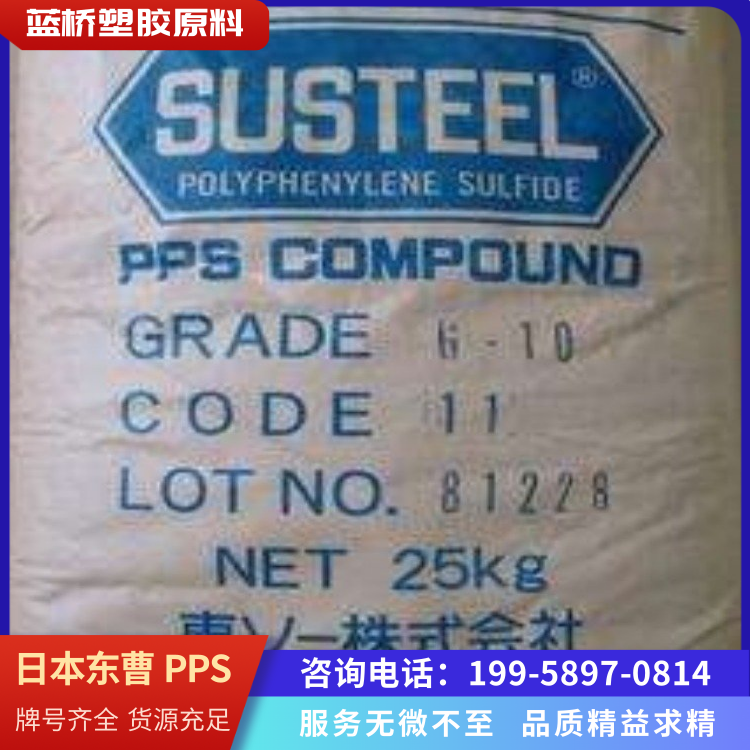 蓝桥塑胶原料
SUSTEEL®
POLYPHENYLENE SULFIDE
PPS COMPOUND
GRADE G-10
CODE 11
LOT NO. 81228
NET 25kg
東ソー株式会社
日本东曹 PPS
牌号齐全 货源充足
咨询电话：199-5897-0814
服务无微不至 品质精益求精